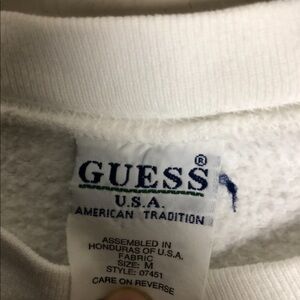 GUESS®
U.S.A.
AMERICAN TRADITION
ASSEMBLED IN
HONDURAS OF U.S.A.
FABRIC
SIZE: M
STYLE: 07451
CARE ON REVERSE